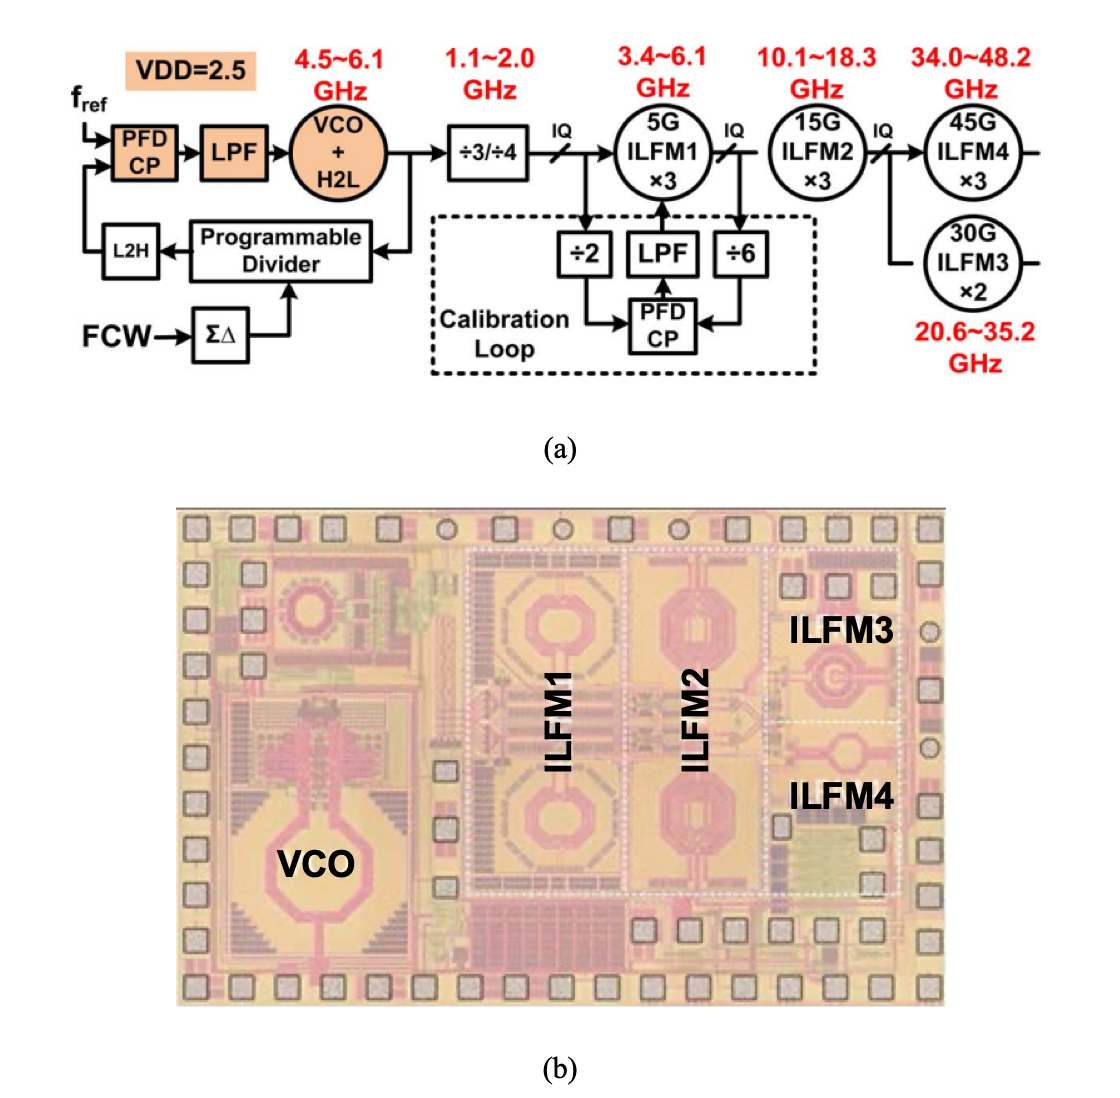 VDD=2.5
4.5~6.1
GHz
1.1~2.0
GHz
3.4~6.1
GHz
10.1~18.3
GHz
34.0~48.2
GHz
fref
PFD
CP
LPF
VCO
+
H2L
÷3/÷4
IQ
5G
ILFM1
×3
IQ
15G
ILFM2
×3
IQ
45G
ILFM4
×3
L2H
Programmable
Divider
÷2
LPF
÷6
30G
ILFM3
×2
FCW
ΣΔ
Calibration
Loop
PFD
CP
20.6~35.2
GHz
(a)
ILFM1
ILFM2
ILFM3
ILFM4
VCO
(b)